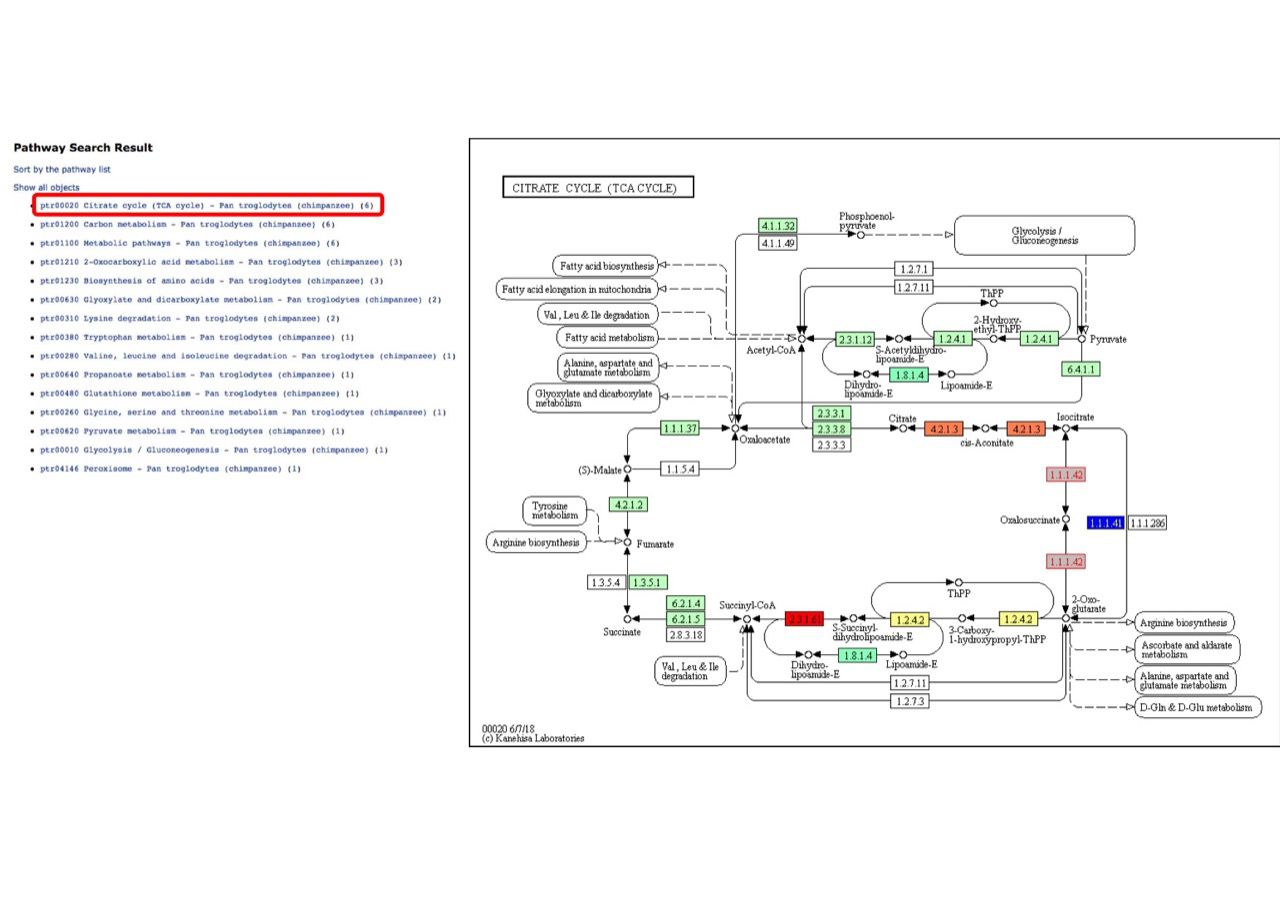 Pathway Search Result
Sort by the pathway list
Show all objects
ptr00020 Citrate cycle (TCA cycle) - Pan troglodytes (chimpanzee) (6)
ptr01200 Carbon metabolism - Pan troglodytes (chimpanzee) (6)
ptr01100 Metabolic pathways - Pan troglodytes (chimpanzee) (6)
ptr01210 2-Oxocarboxylic acid metabolism - Pan troglodytes (chimpanzee) (3)
ptr01230 Biosynthesis of amino acids - Pan troglodytes (chimpanzee) (3)
ptr00630 Glyoxylate and dicarboxylate metabolism - Pan troglodytes (chimpanzee) (2)
ptr00310 Lysine degradation - Pan troglodytes (chimpanzee) (2)
ptr00380 Tryptophan metabolism - Pan troglodytes (chimpanzee) (1)
ptr00280 Valine, leucine and isoleucine degradation - Pan troglodytes (chimpanzee) (1)
ptr00640 Propanoate metabolism - Pan troglodytes (chimpanzee) (1)
ptr00480 Glutathione metabolism - Pan troglodytes (chimpanzee) (1)
ptr00260 Glycine, serine and threonine metabolism - Pan troglodytes (chimpanzee) (1)
ptr00620 Pyruvate metabolism - Pan troglodytes (chimpanzee) (1)
ptr00010 Glycolysis / Gluconeogenesis - Pan troglodytes (chimpanzee) (1)
ptr04146 Peroxisome - Pan troglodytes (chimpanzee) (1)
CITRATE CYCLE (TCA CYCLE)
4.1.1.32
4.1.1.49
Phosphoenol-
pyruvate
Glycolysis /
Gluconeogenesis
Fatty acid biosynthesis
Fatty acid elongation in mitochondria
Val, Leu & Ile degradation
Fatty acid metabolism
Alanine, aspartate and
glutamate metabolism
Glyoxylate and dicarboxylate
metabolism
1.2.7.1
1.2.7.11
ThPP
2-Hydroxy-
ethyl-ThPP
Acetyl-CoA
2.3.1.12
S-Acetyldihydro-
lipoamide-E
1.2.4.1
1.2.4.1
Pyruvate
Dihydro-
lipoamide-E
1.8.1.4
Lipoamide-E
6.4.1.1
1.1.1.37
Oxaloacetate
2.3.3.1
2.3.3.8
2.3.3.3
Citrate
4.2.1.3
cis-Aconitate
4.2.1.3
Isocitrate
(S)-Malate
1.1.5.4
1.1.1.42
4.2.1.2
Tyrosine
metabolism
Arginine biosynthesis
Fumarate
Oxalosuccinate
1.1.1.41
1.1.1.286
1.1.1.42
1.3.5.4
1.3.5.1
6.2.1.4
6.2.1.5
2.8.3.18
Succinate
Succinyl-CoA
2.3.1.61
S-Succinyl-
dihydrolipoamide-E
ThPP
1.2.4.2
3-Carboxy-
1-hydroxypropyl-ThPP
1.2.4.2
2-Oxo-
glutarate
Dihydro-
lipoamide-E
1.8.1.4
Lipoamide-E
Val, Leu & Ile
degradation
1.2.7.11
1.2.7.3
Arginine biosynthesis
Ascorbate and aldarate
metabolism
Alanine, aspartate and
glutamate metabolism
D-Gln & D-Glu metabolism
00020 6/7/18
(c) Kanehisa Laboratories